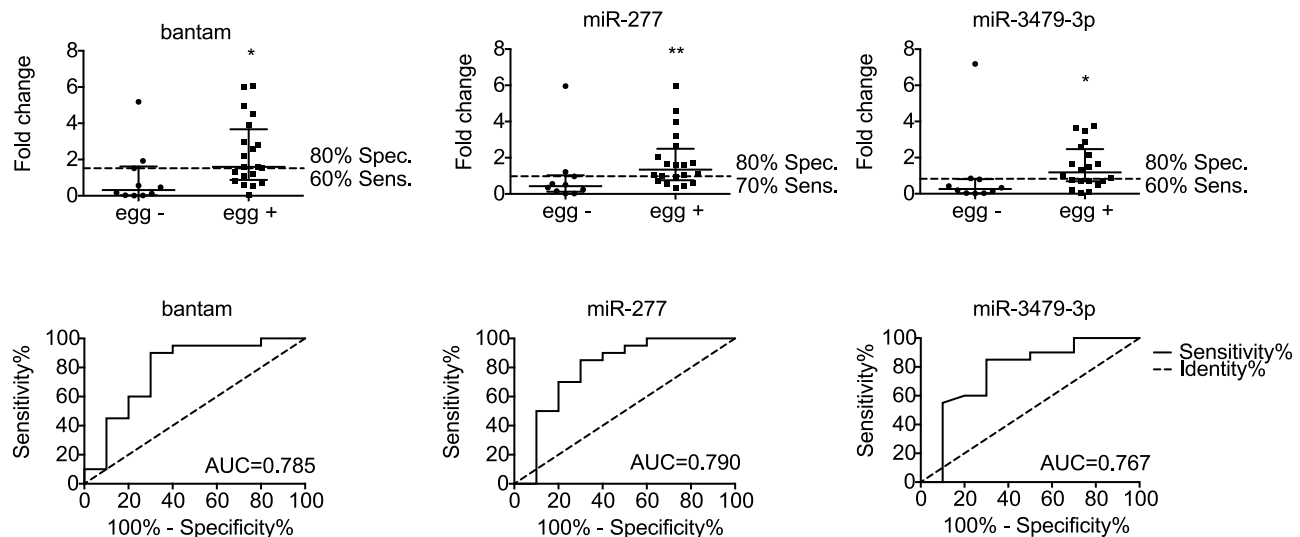 bantam
*
Fold change
8
6
4
2
0
80% Spec.
60% Sens.
egg - egg +
miR-277
**
Fold change
8
6
4
2
0
80% Spec.
70% Sens.
egg - egg +
miR-3479-3p
*
Fold change
8
6
4
2
0
80% Spec.
60% Sens.
egg - egg +
bantam
Sensitivity%
100
80
60
40
20
0
AUC=0.785
0 20 40 60 80 100
100% - Specificity%
miR-277
Sensitivity%
100
80
60
40
20
0
AUC=0.790
0 20 40 60 80 100
100% - Specificity%
miR-3479-3p
Sensitivity%
100
80
60
40
20
0
AUC=0.767
0 20 40 60 80 100
100% - Specificity%
Sensitivity%
Identity%